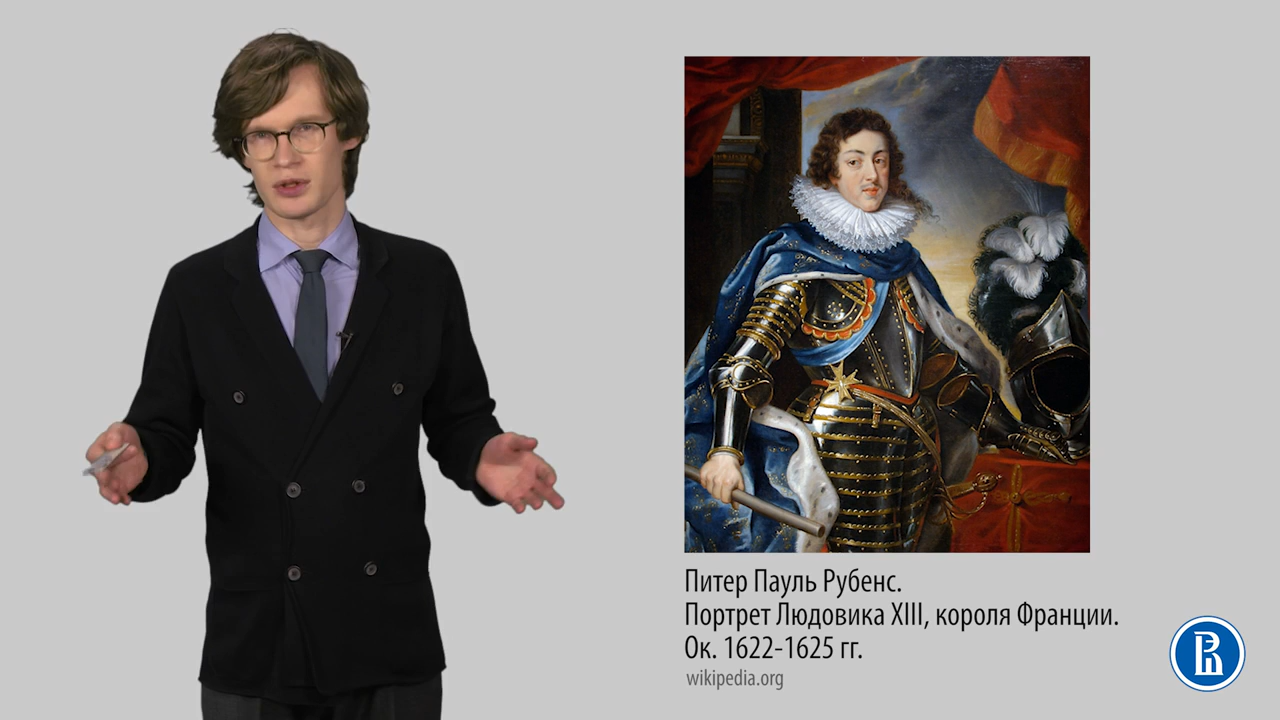 Питер Пауль Рубенс.
Портрет Людовика XIII, короля Франции.
Ок. 1622-1625 гг.
wikipedia.org